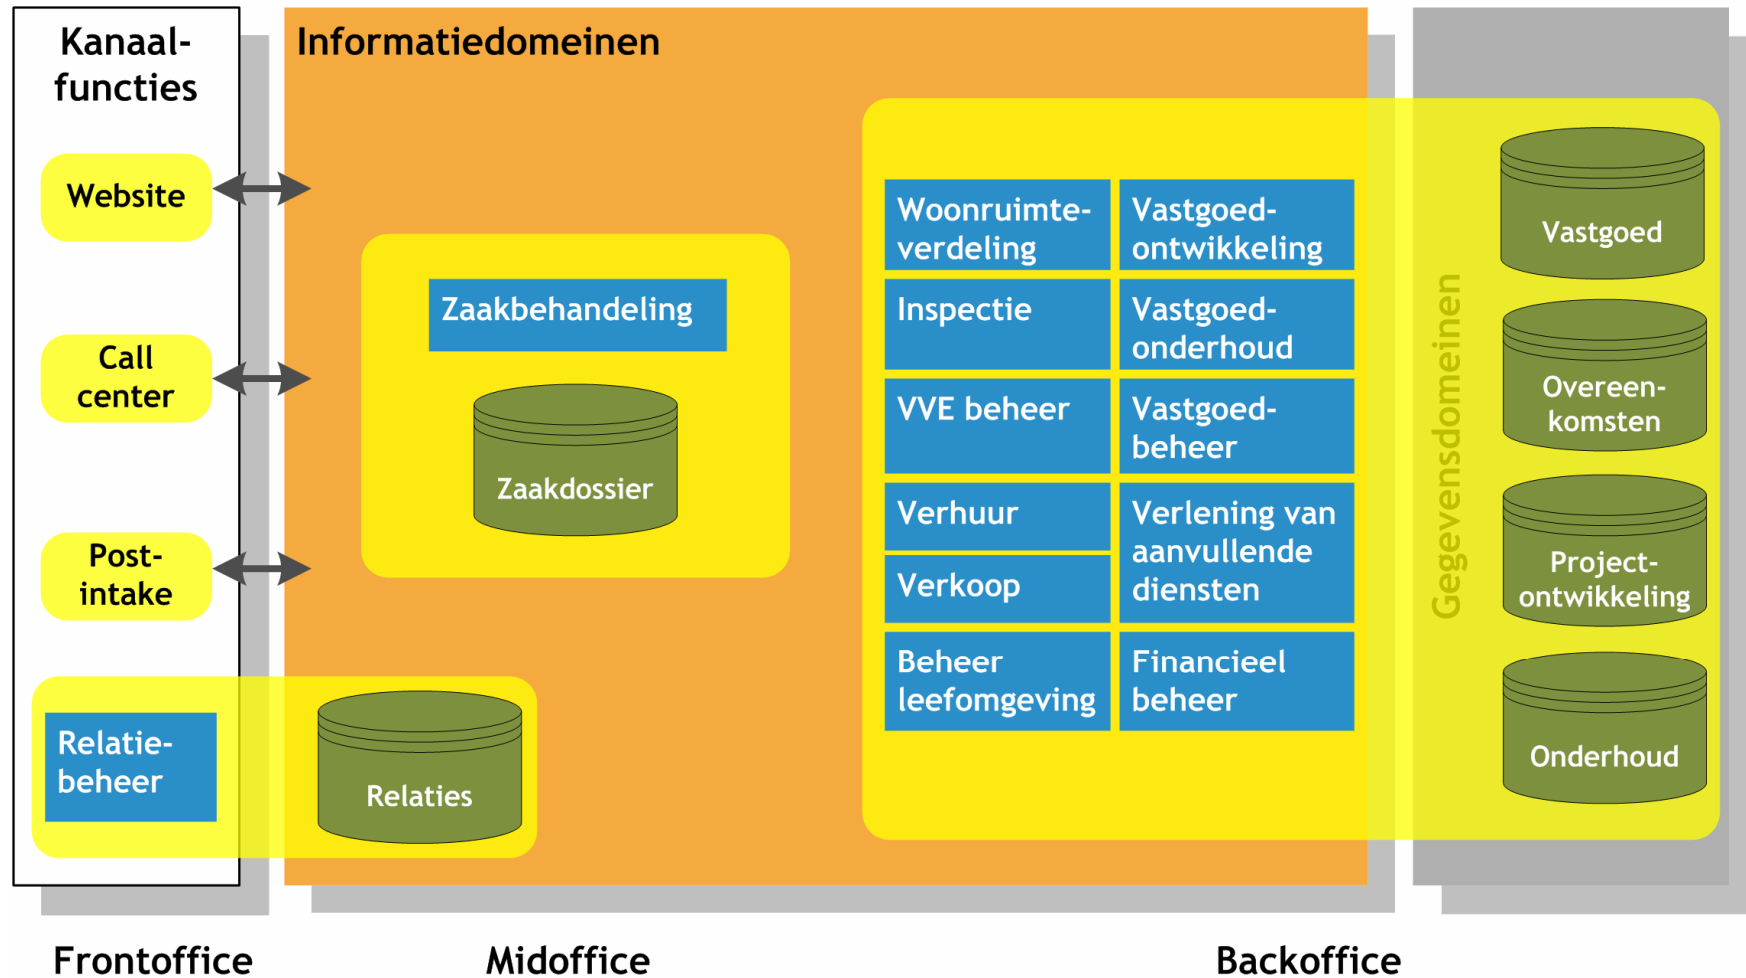 Kanaal-
functies
Website
Call
center
Post-
intake
Relatie-
beheer
Informatiedomeinen
Zaakbehandeling
Zaakdossier
Relaties
Woonruimte-
verdeling
Vastgoed-
ontwikkeling
Inspectie
Vastgoed-
onderhoud
VVE beheer
Vastgoed-
beheer
Verhuur
Verkoop
Verlening van
aanvullende
diensten
Beheer
leefomgeving
Financieel
beheer
Gegevensdomeinen
Vastgoed
Overeen-
komsten
Project-
ontwikkeling
Onderhoud
Frontoffice
Midoffice
Backoffice